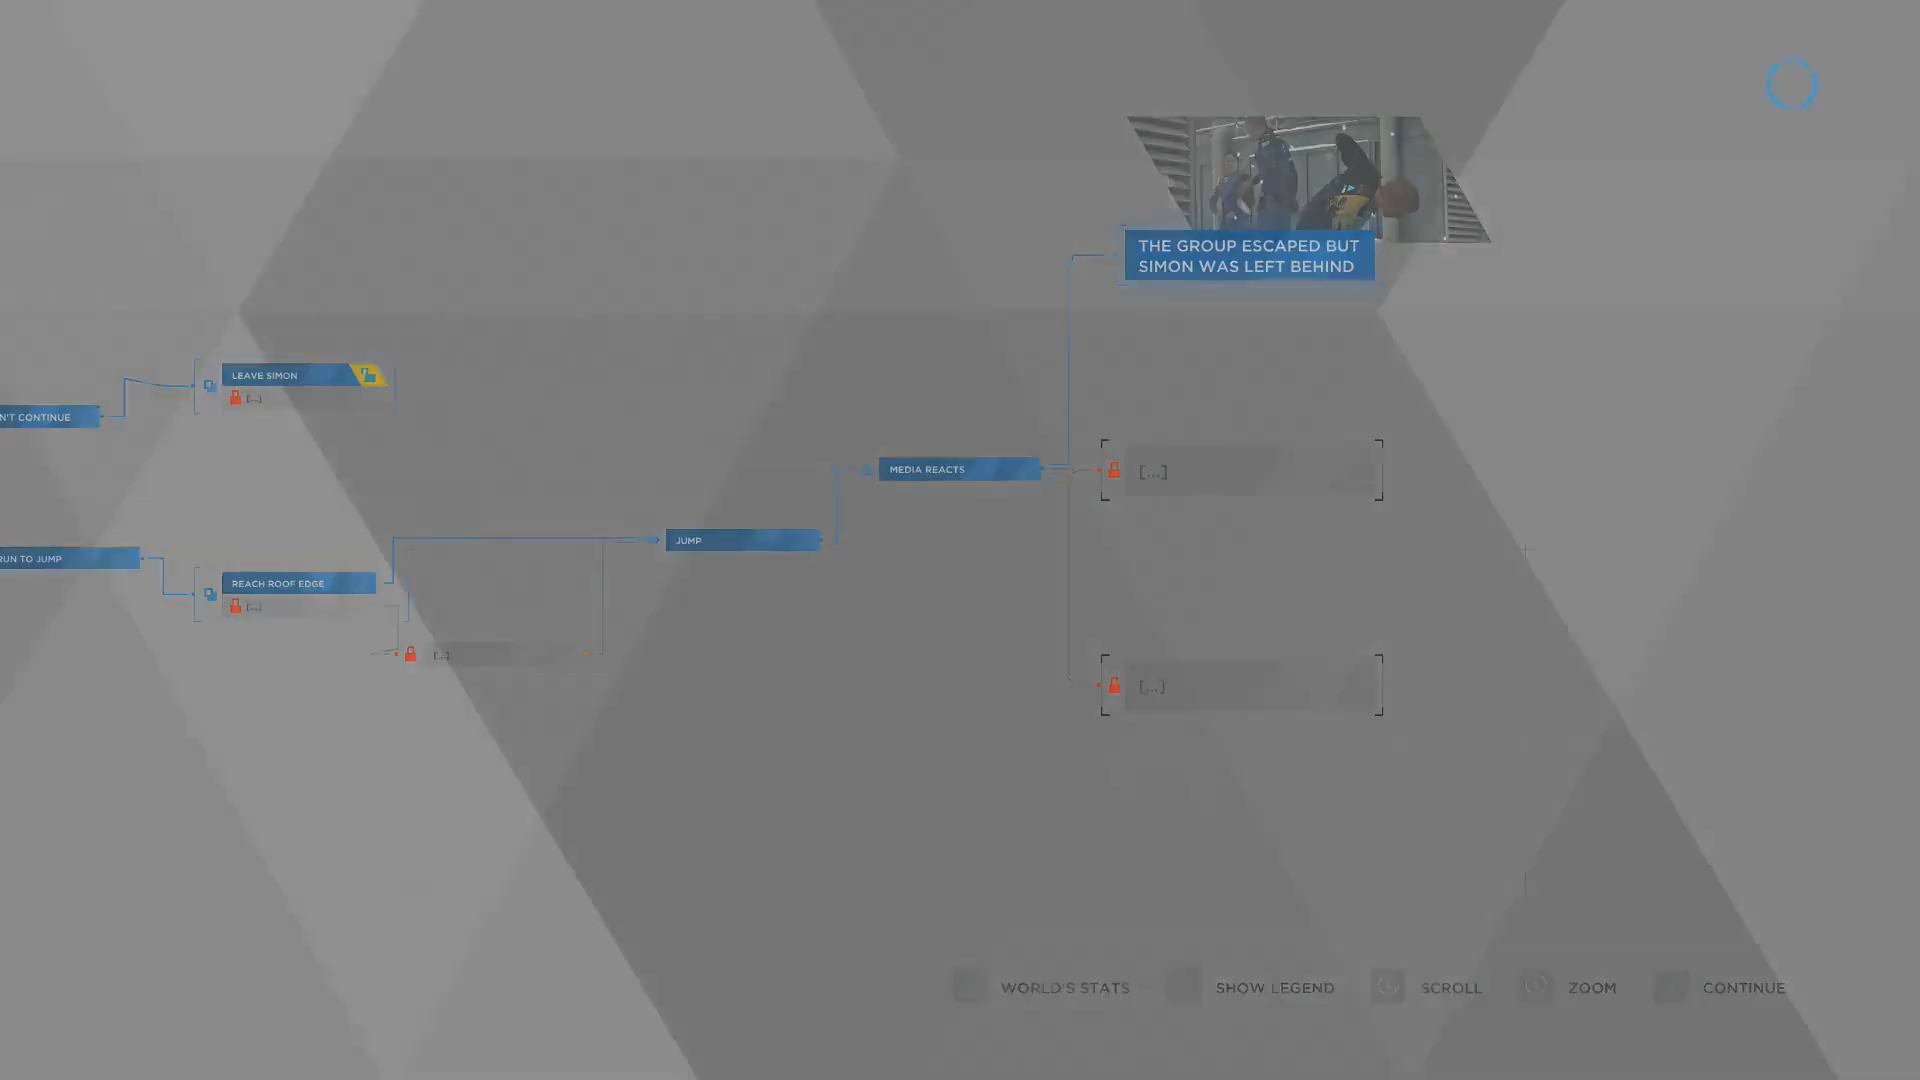 THE GROUP ESCAPED BUT
SIMON WAS LEFT BEHIND
LEAVE SIMON
[...]
N'T CONTINUE
MEDIA REACTS
[...]
JUMP
RUN TO JUMP
REACH ROOF EDGE
[...]
[...]
[...]
WORLD'S STATS
SHOW LEGEND
SCROLL
ZOOM
CONTINUE